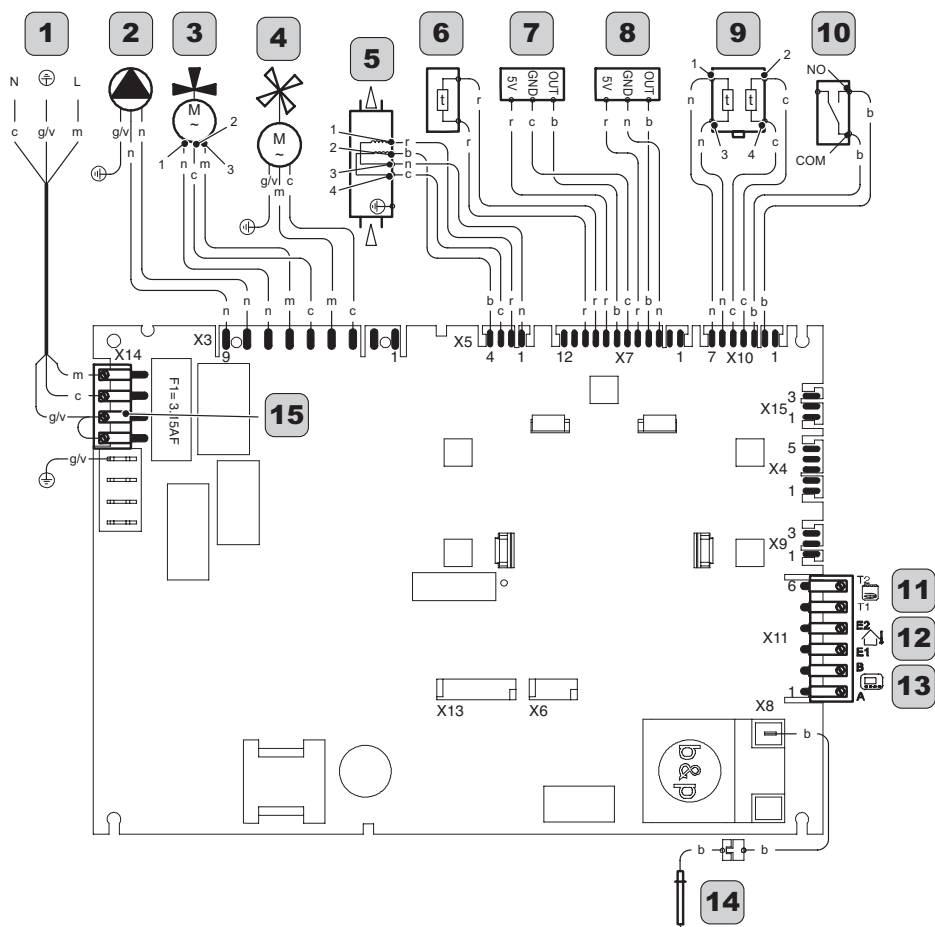 1 2 3 4 5 6 7 8 9 10
N L
c g/v m
g/v n
n
M
~
1 2 3
n c m
M
~
g/v m c
1 r
2 b
3 n
4 c
t
r
r
5V GND OUT
r c b
5V GND OUT
r n b
1 2
t t
n c
n c
3 4
NO
b
b
COM
n n n m c m c
b c r n
r r r b c r b n
n n c c b b
X3 9 1
X5 4 1
12 X7 1
7 X10 1
X14
m
c
g/v
g/v
F1= 3.15AF
15
3
X15
1
5
X4
1
3
X9
1
6
X11
1
T2
T1
E2
E1
B
A
11
12
13
X13 X6 X8
b
d&d
b b
14